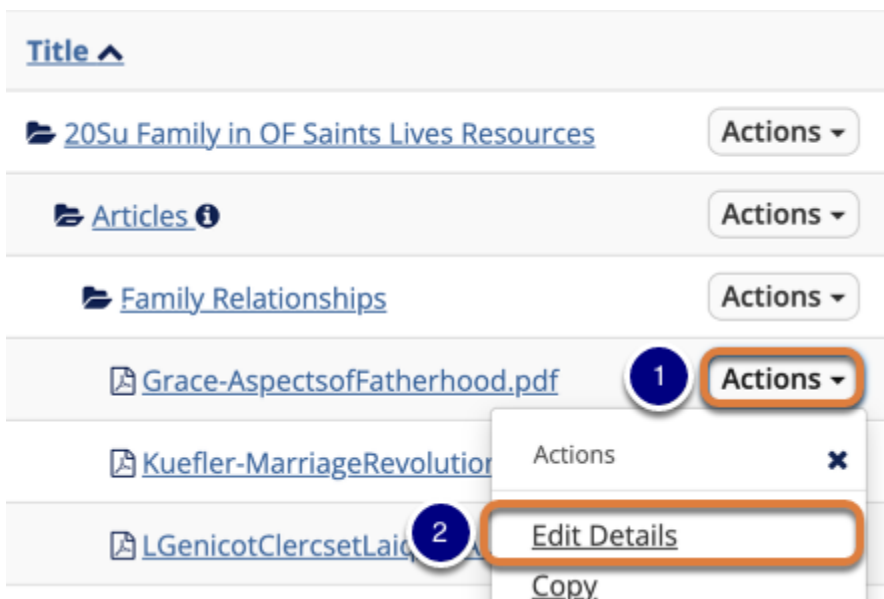 Title
20Su Family in OF Saints Lives Resources Actions
Articles Actions
Family Relationships Actions
Grace-AspectsofFatherhood.pdf 1 Actions
Kuefler-MarriageRevolution Actions
LGenicotClercsetLaiq 2 Edit Details
Copy